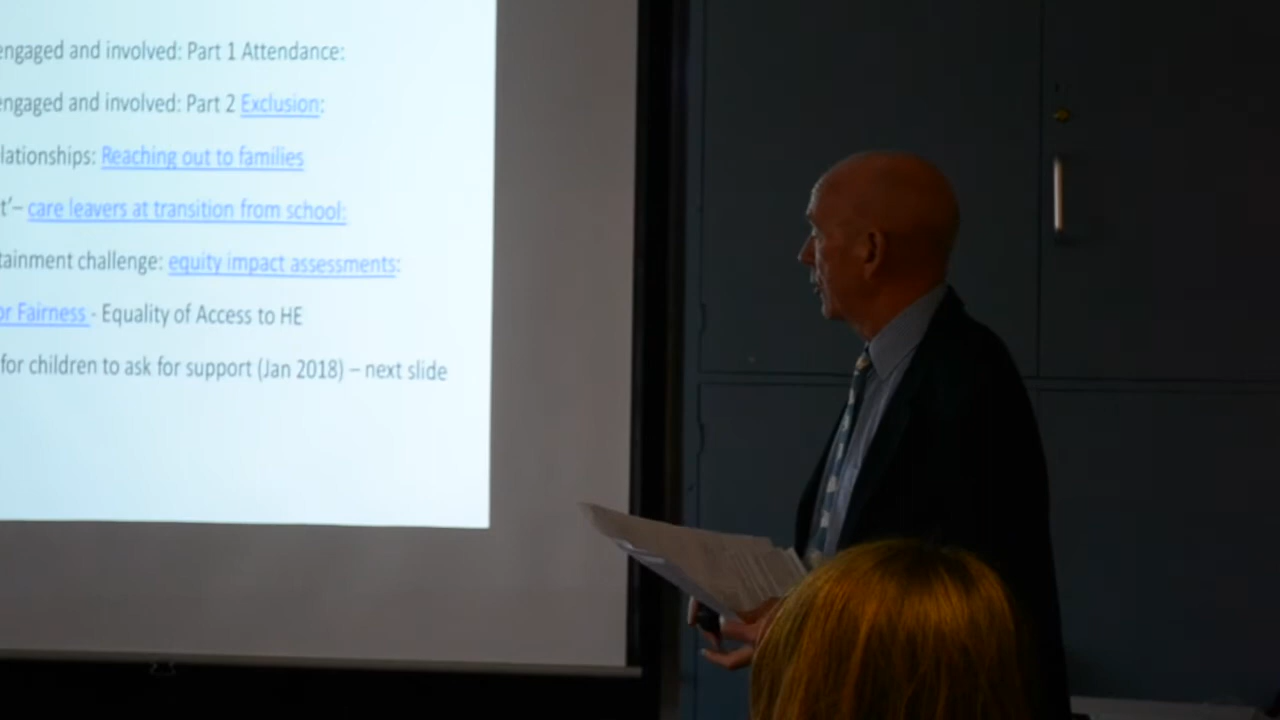 engaged and involved: Part 1 Attendance:
engaged and involved: Part 2 Exclusion:
lationships: Reaching out to families
t'– care leavers at transition from school:
tainment challenge: equity impact assessments:
or Fairness - Equality of Access to HE
for children to ask for support (Jan 2018) – next slide